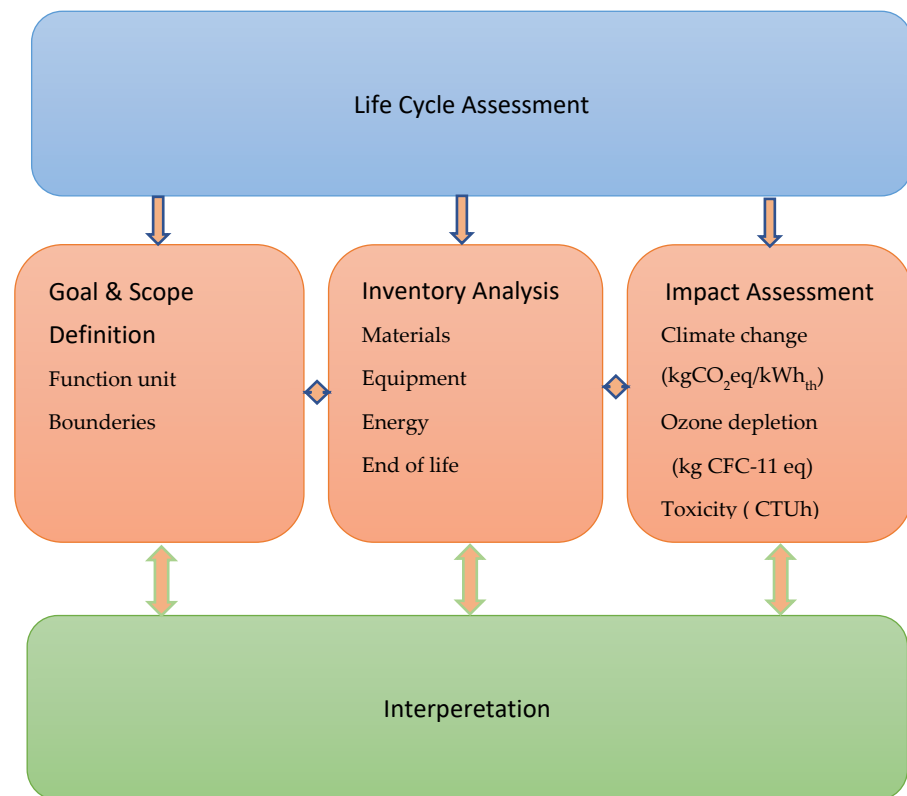 Life Cycle Assessment
Goal & Scope
Definition
Function unit
Bounderies
Inventory Analysis
Materials
Equipment
Energy
End of life
Impact Assessment
Climate change
(kgCO₂eq/kWhth)
Ozone depletion
(kg CFC-11 eq)
Toxicity ( CTUh)
Interperetation